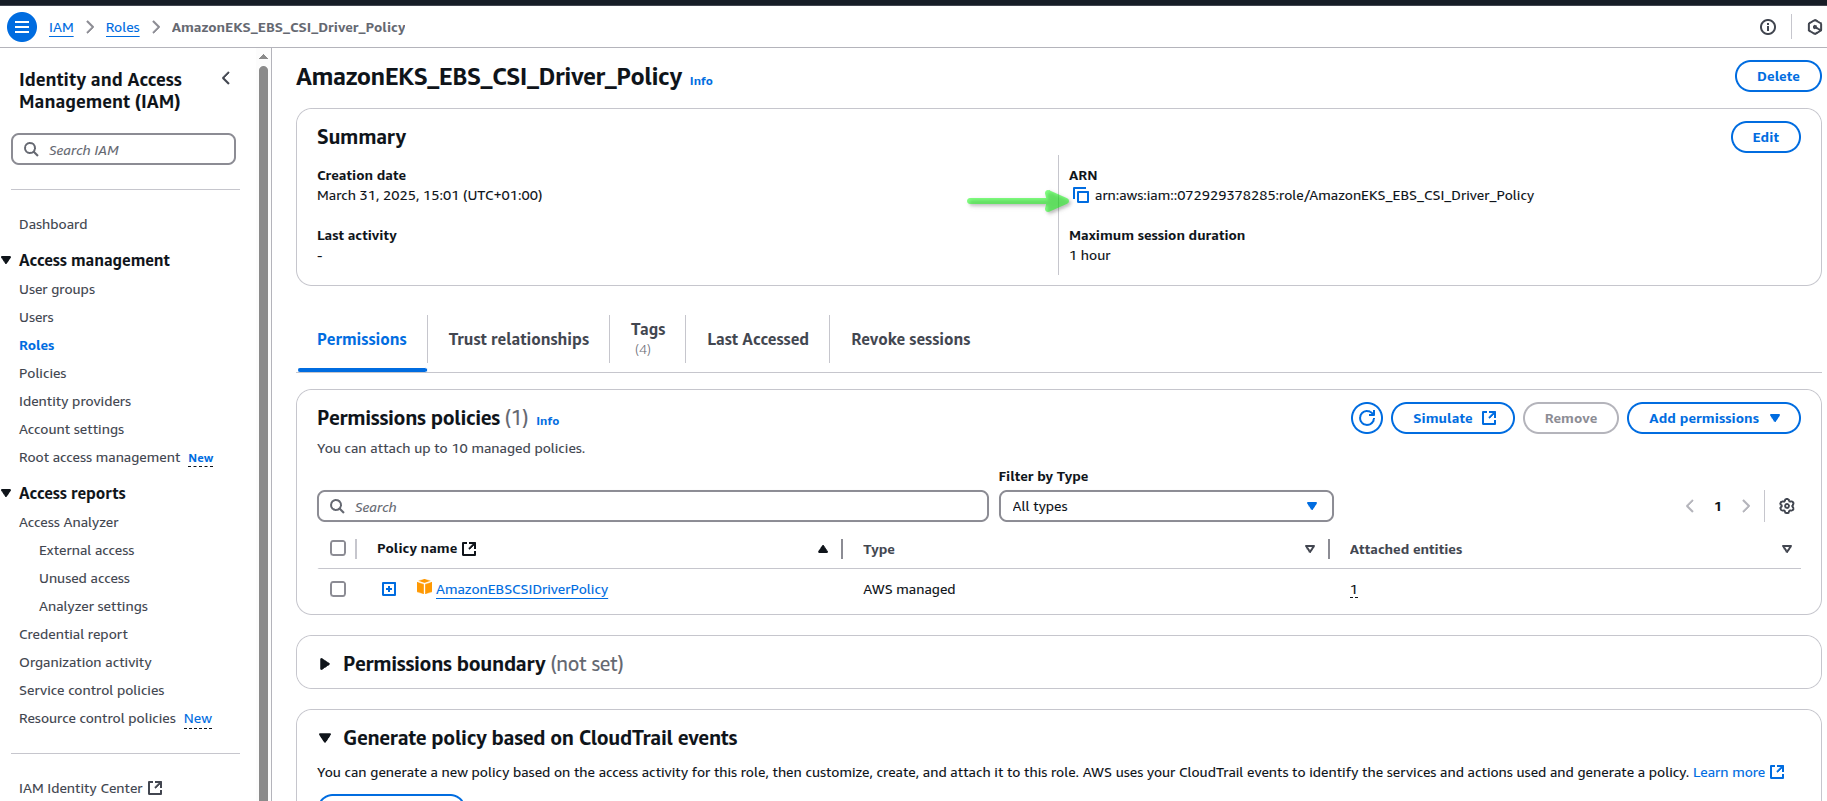 IAM > Roles > AmazonEKS_EBS_CSI_Driver_Policy
Identity and Access
Management (IAM)
Search IAM
Dashboard
Access management
User groups
Users
Roles
Policies
Identity providers
Account settings
Root access management New
Access reports
Access Analyzer
External access
Unused access
Analyzer settings
Credential report
Organization activity
Service control policies
Resource control policies New
IAM Identity Center
AmazonEKS_EBS_CSI_Driver_Policy Info
Delete
Summary
Edit
Creation date
March 31, 2025, 15:01 (UTC+01:00)
ARN
arn:aws:iam::072929378285:role/AmazonEKS_EBS_CSI_Driver_Policy
Last activity
-
Maximum session duration
1 hour
Permissions
Trust relationships
Tags
(4)
Last Accessed
Revoke sessions
Permissions policies (1) Info
Simulate
Remove
Add permissions
You can attach up to 10 managed policies.
Filter by Type
Search
All types
1
Policy name
Type
Attached entities
AmazonEBSCSIDriverPolicy
AWS managed
1
Permissions boundary (not set)
Generate policy based on CloudTrail events
You can generate a new policy based on the access activity for this role, then customize, create, and attach it to this role. AWS uses your CloudTrail events to identify the services and actions used and generate a policy. Learn more